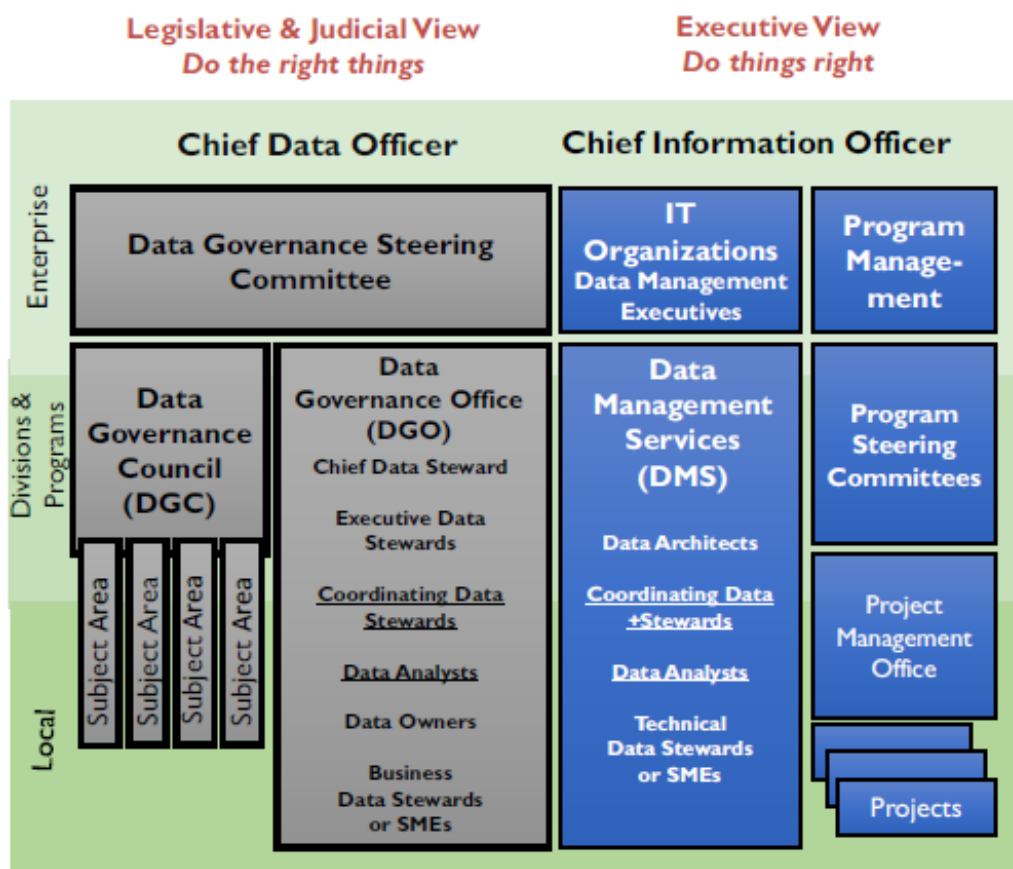 Legislative & Judicial View
Do the right things
Executive View
Do things right
Chief Data Officer
Chief Information Officer
Enterprise
Data Governance Steering
Committee
IT
Organizations
Data Management
Executives
Program
Manage-
ment
Divisions &
Programs
Data
Governance
Council
(DGC)
Subject Area
Subject Area
Subject Area
Subject Area
Data
Governance Office
(DGO)
Chief Data Steward
Executive Data
Stewards
Coordinating Data
Stewards
Data Analysts
Data Owners
Business
Data Stewards
or SMEs
Data
Management
Services
(DMS)
Data Architects
Coordinating Data
+Stewards
Data Analysts
Technical
Data Stewards
or SMEs
Program
Steering
Committees
Project
Management
Office
Projects
Local